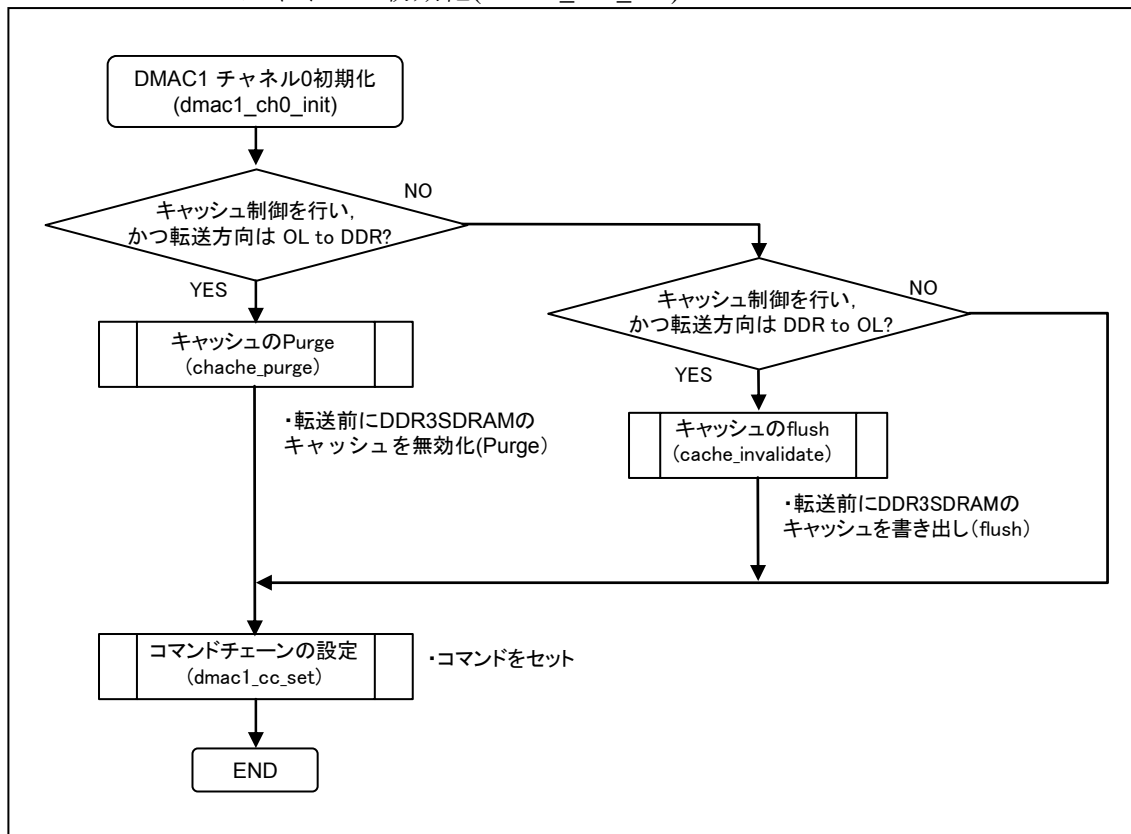 DMAC1 チャネル0初期化
(dmac1_ch0_init)
NO
キャッシュ制御を行い,
かつ転送方向は OL to DDR?
YES
NO
キャッシュ制御を行い,
かつ転送方向は DDR to OL?
YES
キャッシュのPurge
(chache_purge)
・転送前にDDR3SDRAMの
キャッシュを無効化(Purge)
キャッシュのflush
(cache_invalidate)
・転送前にDDR3SDRAMの
キャッシュを書き出し(flush)
コマンドチェーンの設定
(dmac1_cc_set)
・コマンドをセット
END